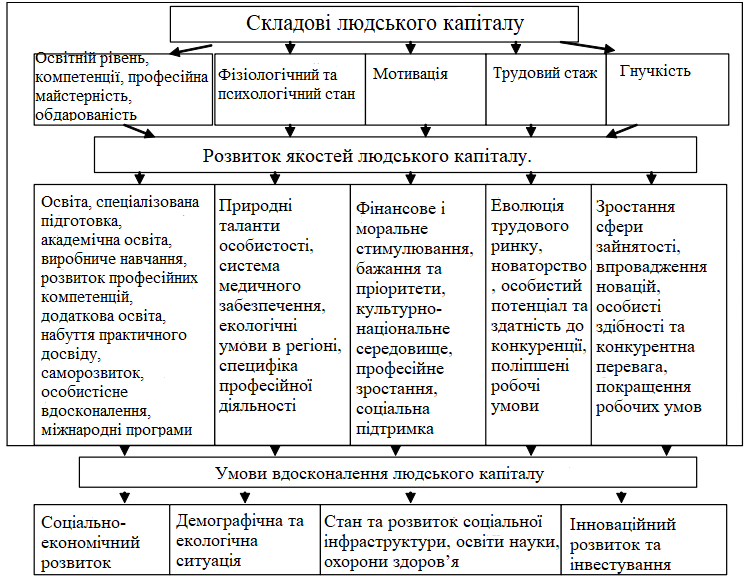 Складові людського капіталу
Освітній рівень,
компетенції, професійна
майстерність,
обдарованість
Фізіологічний та
психологічний стан
Мотивація
Трудовий стаж
Гнучкість
Розвиток якостей людського капіталу.
Освіта, спеціалізована
підготовка,
академічна освіта,
виробниче навчання,
розвиток професійних
компетенцій,
додаткова освіта,
набуття практичного
досвіду,
саморозвиток,
особистісне
вдосконалення,
міжнародні програми
Природні
таланти
особистості,
система
медичного
забезпечення,
екологічні
умови в регіоні,
специфіка
професійної
діяльності
Фінансове і
моральне
стимулювання,
бажання та
пріоритети,
культурно-
національне
середовище,
професійне
зростання,
соціальна
підтримка
Еволюція
трудового
ринку,
новаторство
, особистий
потенціал та
здатність до
конкуренції,
поліпшені
робочі
умови
Зростання
сфери
зайнятості,
впровадження
новацій,
особисті
здібності та
конкурентна
перевага,
покращення
робочих умов
Умови вдосконалення людського капіталу
Соціально-
економічний
розвиток
Демографічна та
екологічна
ситуація
Стан та розвиток соціальної
інфраструктури, освіти науки,
охорони здоров’я
Інноваційний
розвиток та
інвестування